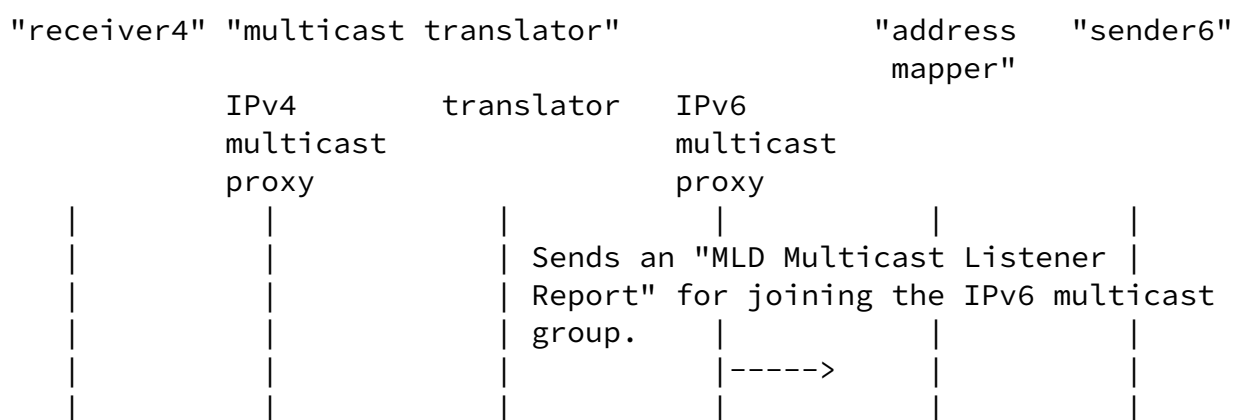 "receiver4" "multicast translator"              "address   "sender6"
                                                 mapper"
            IPv4        translator   IPv6
            multicast                multicast
            proxy                    proxy
   |          |            |           |           |          |
   |          |            | Sends an "MLD Multicast Listener |
   |          |            | Report" for joining the IPv6 multicast
   |          |            | group.    |           |          |
   |          |            |           |----->     |          |
   |          |            |           |           |          |